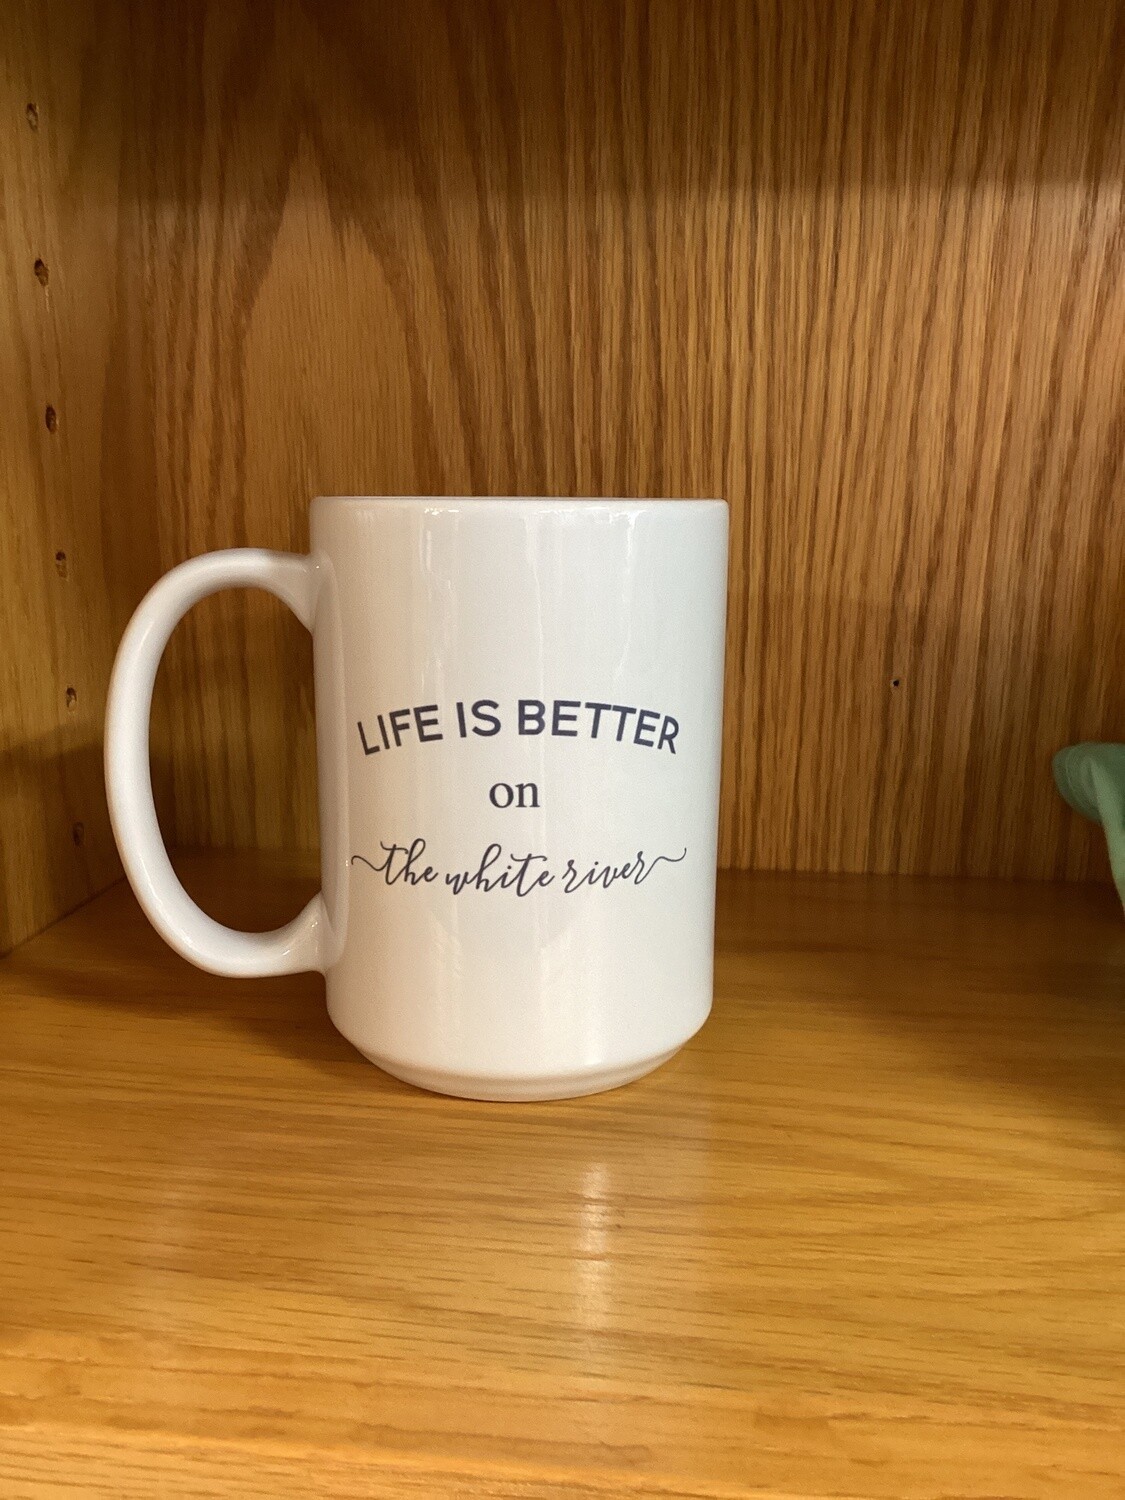 LIFE IS BETTER
on
the white river